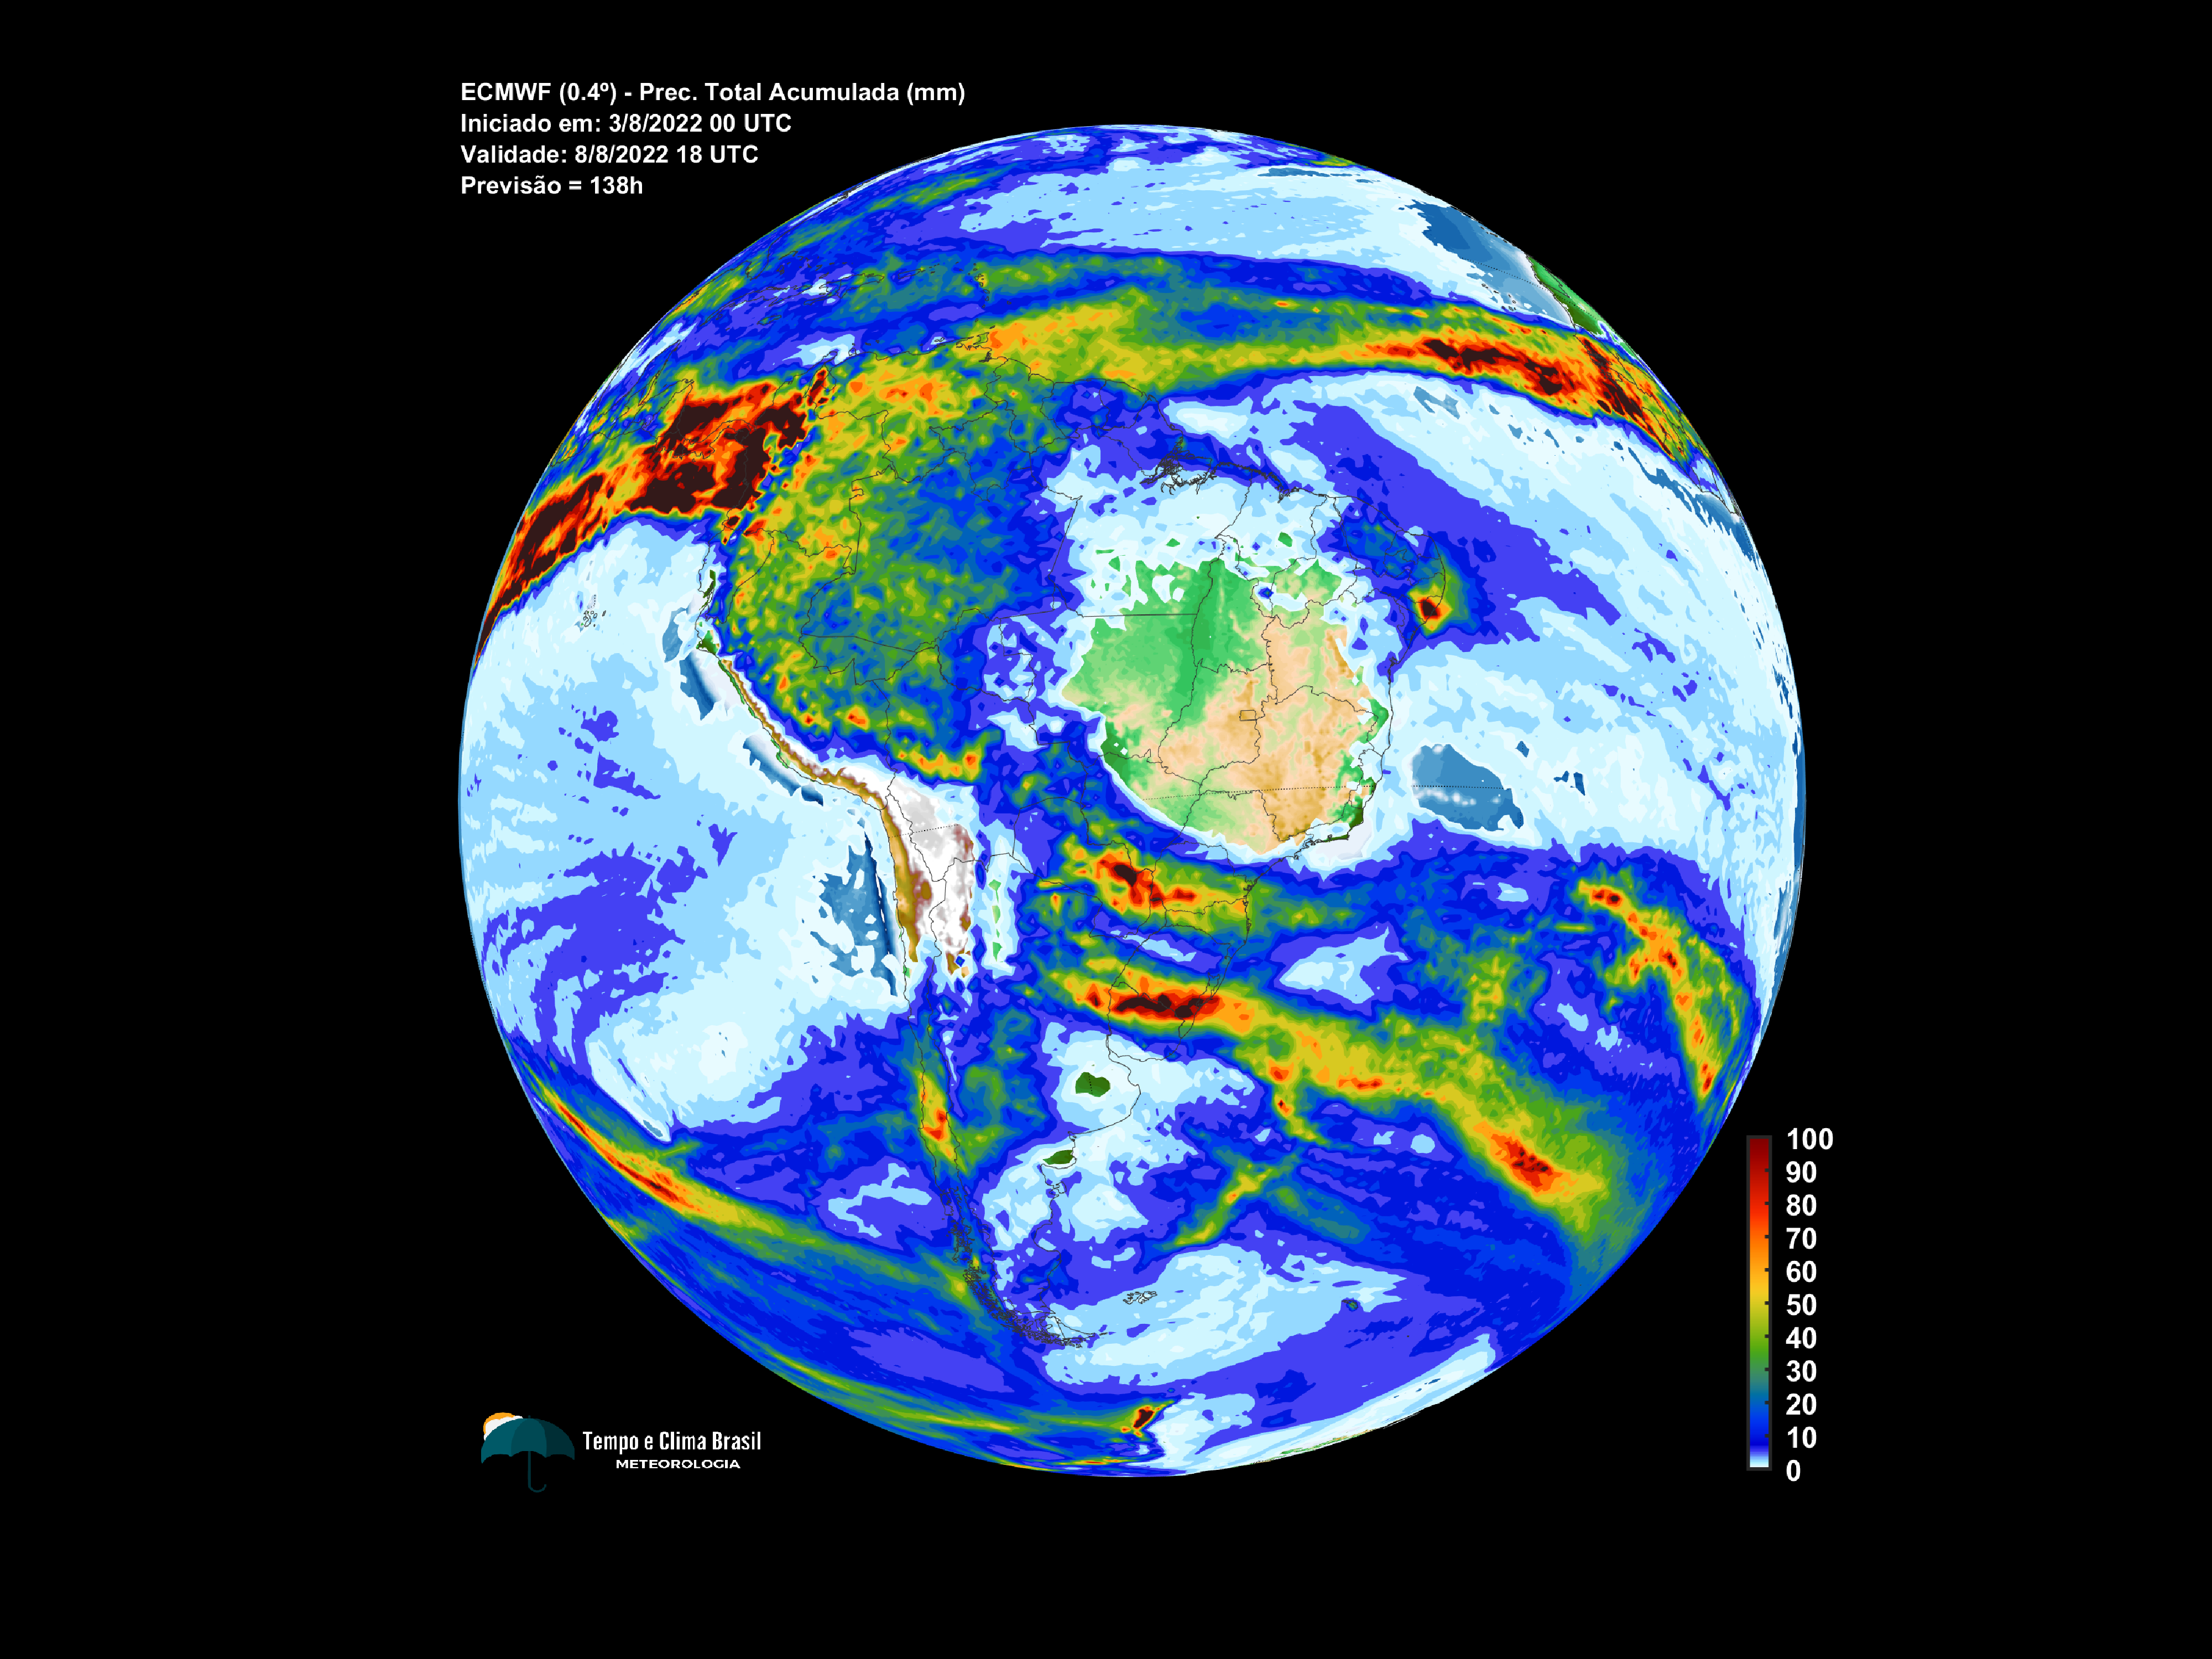 ECMWF (0.4º) - Prec. Total Acumulada (mm)
Iniciado em: 3/8/2022 00 UTC
Validade: 8/8/2022 18 UTC
Previsão = 138h
100
90
80
70
60
50
40
30
20
10
0
Tempo e Clima Brasil
METEOROLOGIA